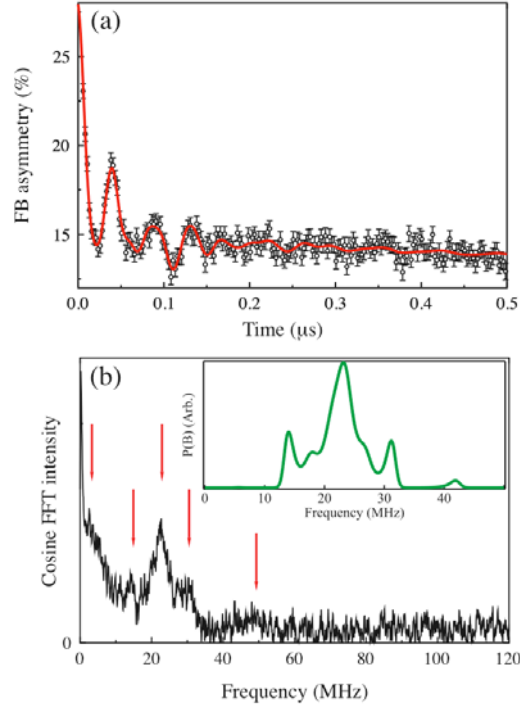 (a)
FB asymmetry (%)
25
20
15
0.0 0.1 0.2 0.3 0.4 0.5
Time (μs)
(b)
Cosine FFT intensity
P(B) (Arb.)
0 10 20 30 40
Frequency (MHz)
0
0 20 40 60 80 100 120
Frequency (MHz)